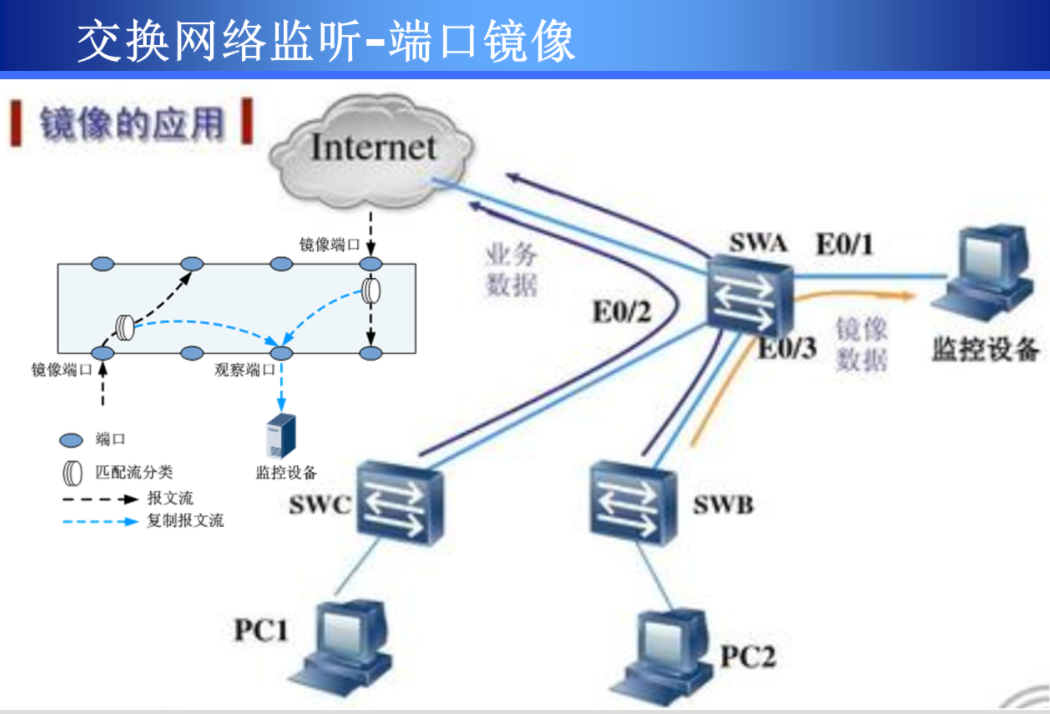 交换网络监听-端口镜像
镜像的应用
Internet
镜像端口
业务
数据
SWA
E0/1
E0/2
E0/3
镜像
数据
监控设备
镜像端口
观察端口
端口
匹配流分类
监控设备
报文流
复制报文流
SWC
SWB
PC1
PC2